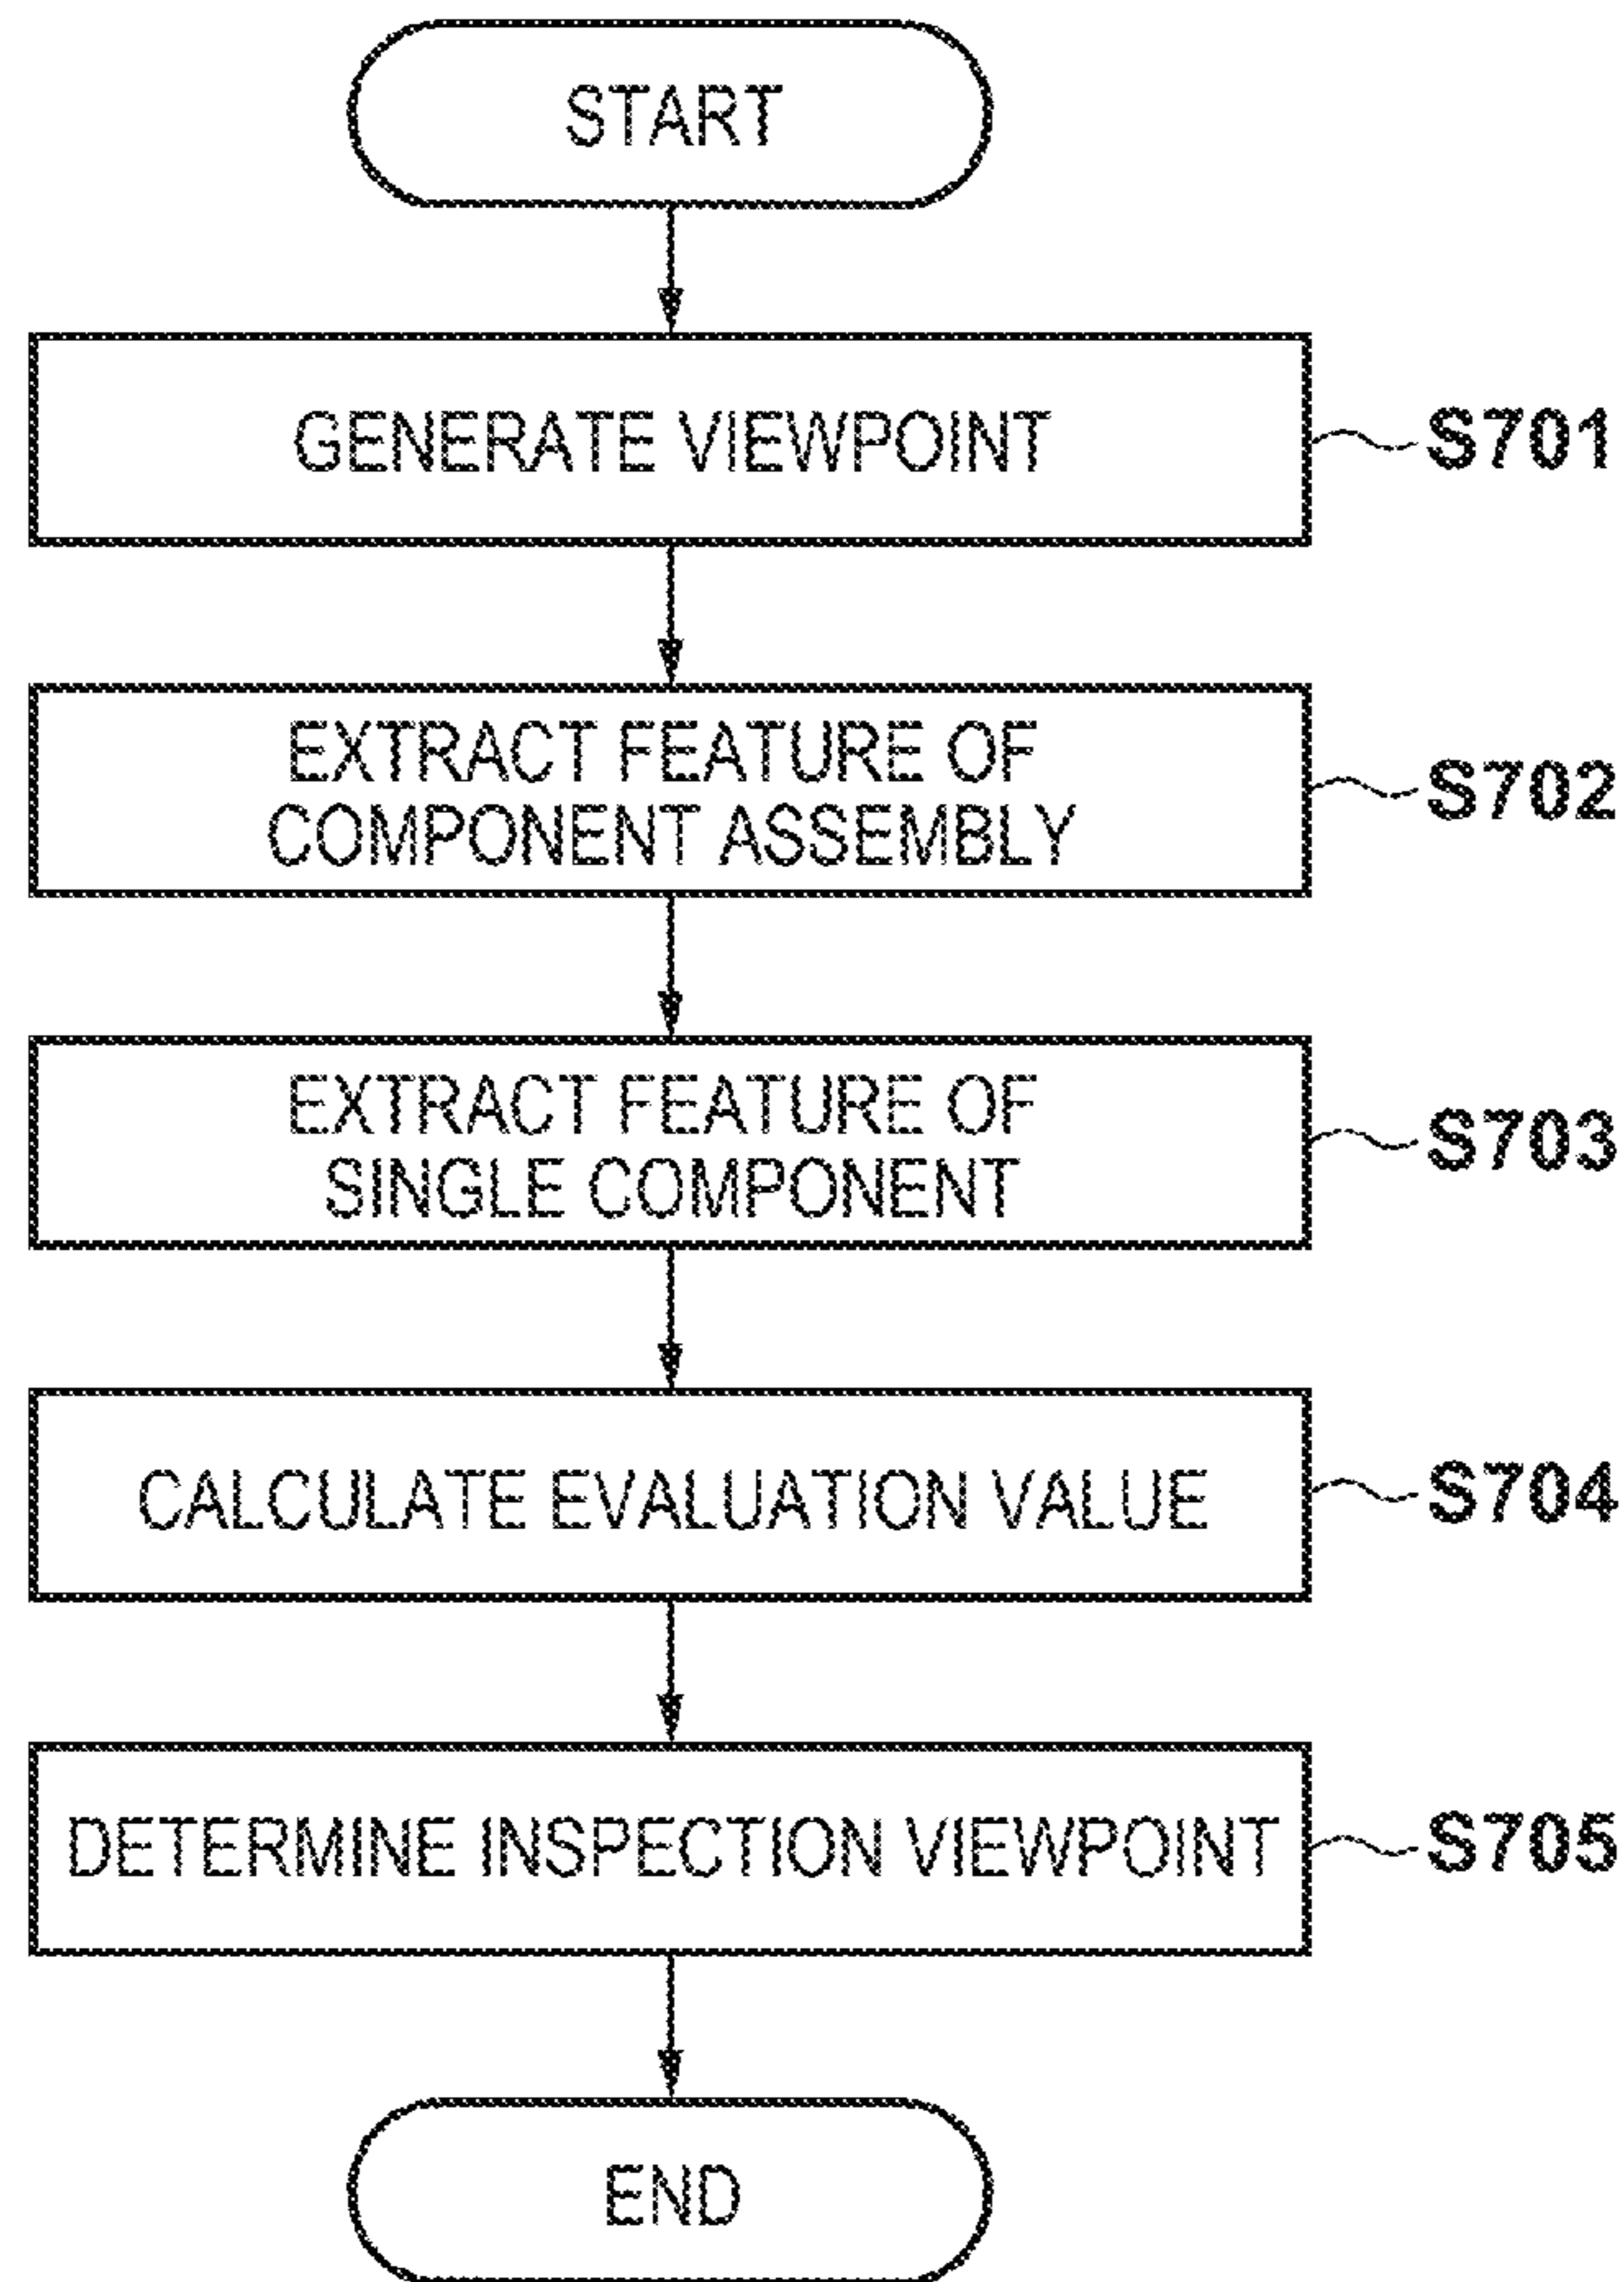 START
GENERATE VIEWPOINT
S701
EXTRACT FEATURE OF
COMPONENT ASSEMBLY
S702
EXTRACT FEATURE OF
SINGLE COMPONENT
S703
CALCULATE EVALUATION VALUE
S704
DETERMINE INSPECTION VIEWPOINT
S705
END